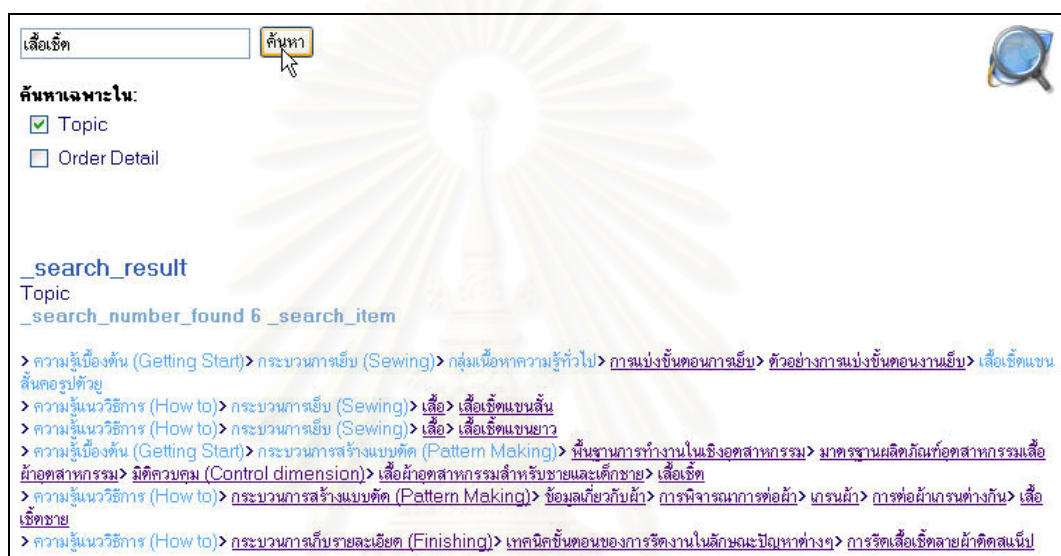 เสื้อเชิ้ต
ค้นหา
ค้นหาเฉพาะใน:
Topic
Order Detail
_search_result
Topic
_search_number_found 6 _search_item
> ความรู้เบื้องต้น (Getting Start)> กระบวนการเย็บ (Sewing)> กลุ่มเนื้อหาความรู้ทั่วไป> การแบ่งขั้นตอนการเย็บ> ตัวอย่างการแบ่งขั้นตอนงานเย็บ> เสื้อเชิ้ตแขน
สั้นคอรูปตัวยู
> ความรู้แนววิธีการ (How to)> กระบวนการเย็บ (Sewing)> เสื้อ> เสื้อเชิ้ตแขนสั้น
> ความรู้แนววิธีการ (How to)> กระบวนการเย็บ (Sewing)> เสื้อ> เสื้อเชิ้ตแขนยาว
> ความรู้เบื้องต้น (Getting Start)> กระบวนการสร้างแบบตัด (Pattern Making)> พื้นฐานการทำงานในเชิงอุตสาหกรรม> มาตรฐานผลิตภัณฑ์อุตสาหกรรมเสื้อ
ผ้าอุตสาหกรรม> มิติควบคุม (Control dimension)> เสื้อผ้าอุตสาหกรรมสำหรับชายและเด็กชาย> เสื้อเชิ้ต
> ความรู้แนววิธีการ (How to)> กระบวนการสร้างแบบตัด (Pattern Making)> ข้อมูลเกี่ยวกับผ้า> การพิจารณาการต่อผ้า> เกรนผ้า> การต่อผ้าเกรนต่างกัน> เสื้อ
เชิ้ตชาย
> ความรู้แนววิธีการ (How to)> กระบวนการเก็บรายละเอียด (Finishing)> เทคนิคขั้นตอนของการรีดงานในลักษณะปัญหาต่างๆ> การรีดเสื้อเชิ้ตลายผ้าติดสแน็ป